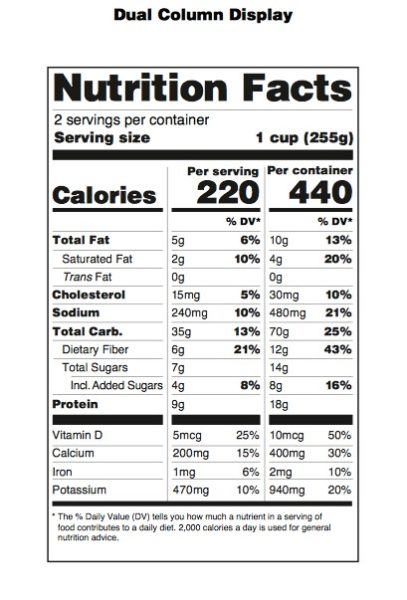 Dual Column Display
Nutrition Facts
2 servings per container
Serving size 1 cup (255g)
Per serving Per container
Calories 220 440
% DV* % DV*
Total Fat 5g 6% 10g 13%
Saturated Fat 2g 10% 4g 20%
Trans Fat 0g 0g
Cholesterol 15mg 5% 30mg 10%
Sodium 240mg 10% 480mg 21%
Total Carb. 35g 13% 70g 25%
Dietary Fiber 6g 21% 12g 43%
Total Sugars 7g 14g
Incl. Added Sugars 4g 8% 8g 16%
Protein 9g 18g
Vitamin D 5mcg 25% 10mcg 50%
Calcium 200mg 15% 400mg 30%
Iron 1mg 6% 2mg 10%
Potassium 470mg 10% 940mg 20%
* The % Daily Value (DV) tells you how much a nutrient in a serving of
food contributes to a daily diet. 2,000 calories a day is used for general
nutrition advice.